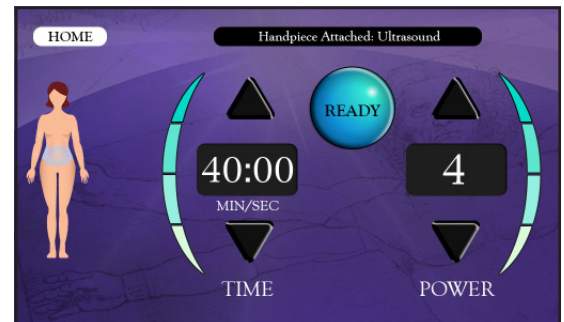 HOME
Handpiece Attached: Ultrasound
READY
40:00
MIN/SEC
TIME
4
POWER